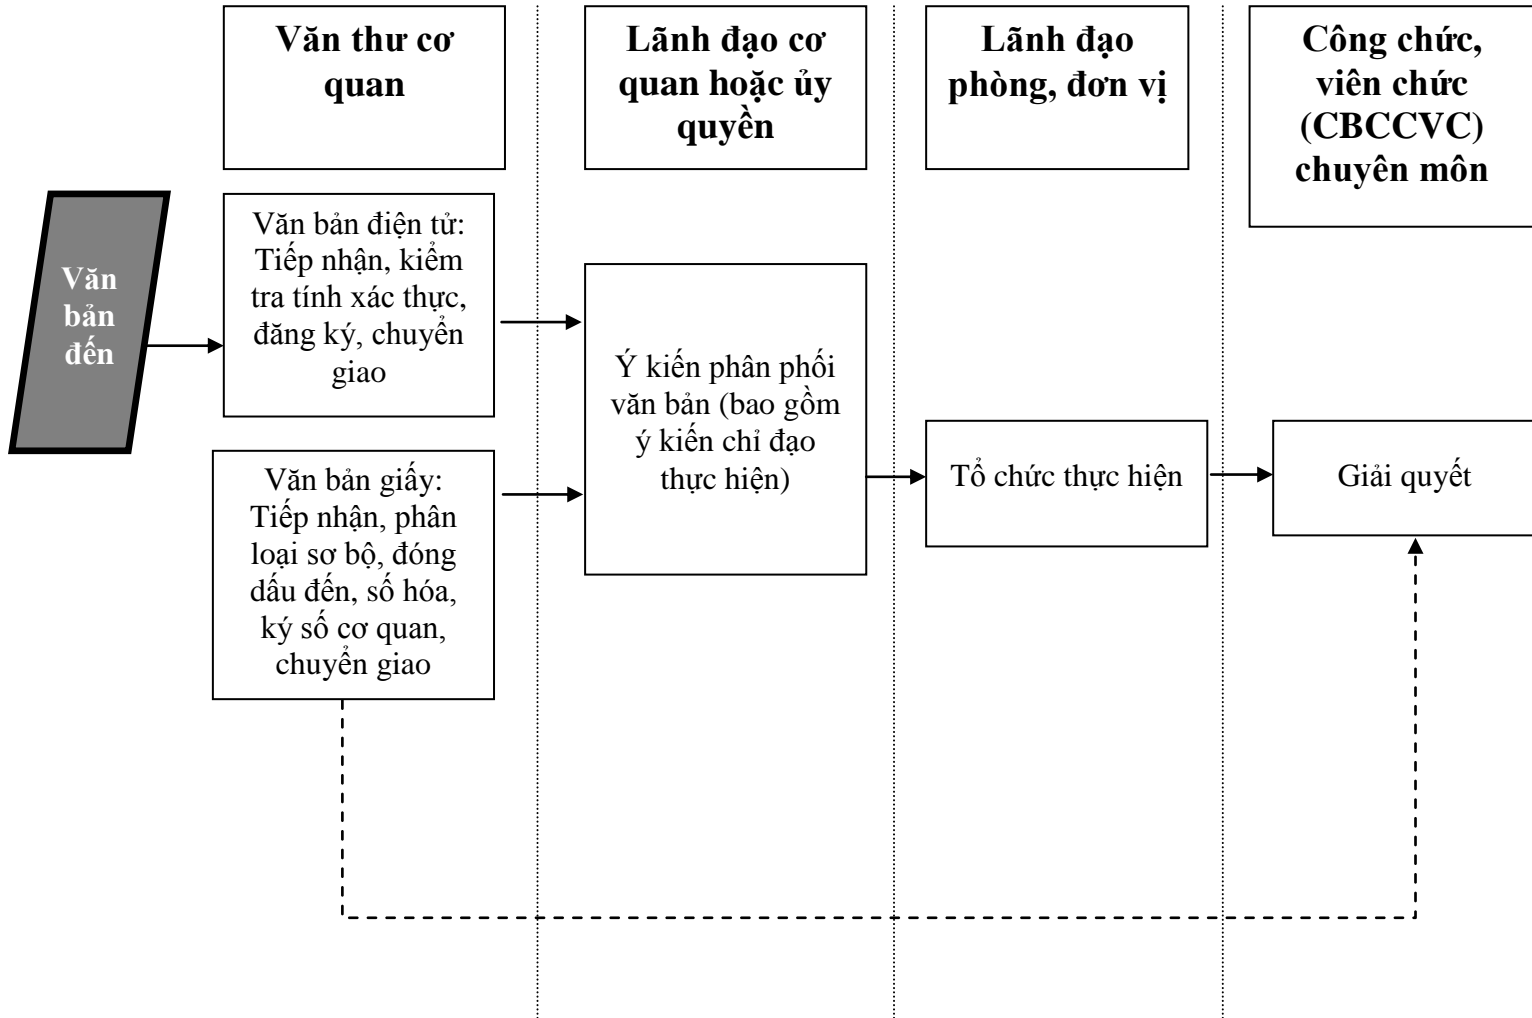 Văn thư cơ
quan
Lãnh đạo cơ
quan hoặc ủy
quyền
Lãnh đạo
phòng, đơn vị
Công chức,
viên chức
(CBCCVC)
chuyên môn
Văn
bản
đến
Văn bản điện tử:
Tiếp nhận, kiểm
tra tính xác thực,
đăng ký, chuyển
giao
Văn bản giấy:
Tiếp nhận, phân
loại sơ bộ, đóng
dấu đến, số hóa,
ký số cơ quan,
chuyển giao
Ý kiến phân phối
văn bản (bao gồm
ý kiến chỉ đạo
thực hiện)
Tổ chức thực hiện
Giải quyết